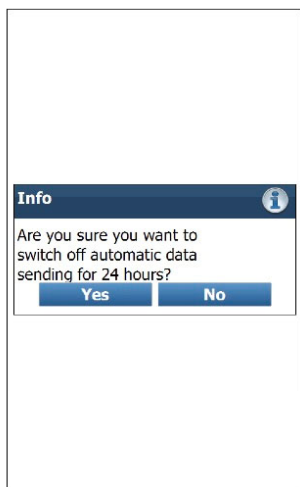 Info
Are you sure you want to
switch off automatic data
sending for 24 hours?
Yes No